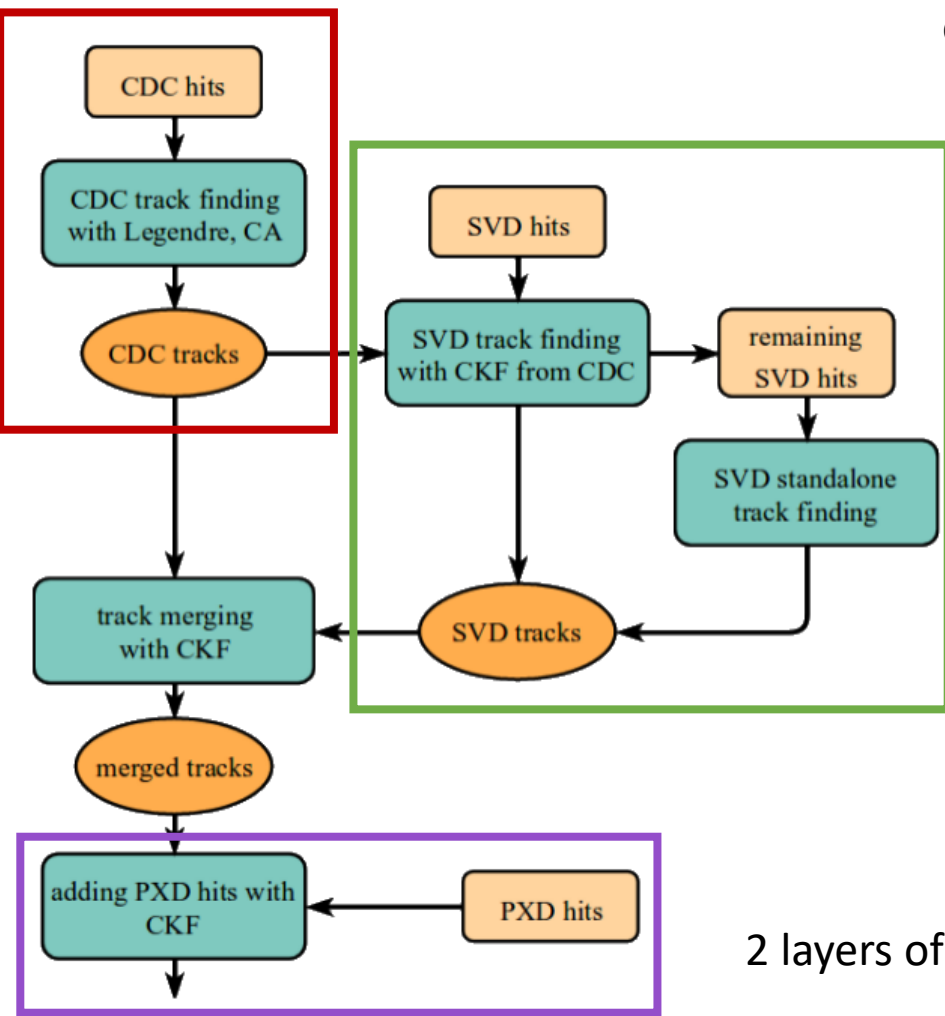 CDC hits
CDC track finding
with Legendre, CA
CDC tracks
SVD hits
SVD track finding
with CKF from CDC
remaining
SVD hits
SVD standalone
track finding
SVD tracks
track merging
with CKF
merged tracks
adding PXD hits with
CKF
PXD hits
2 layers of